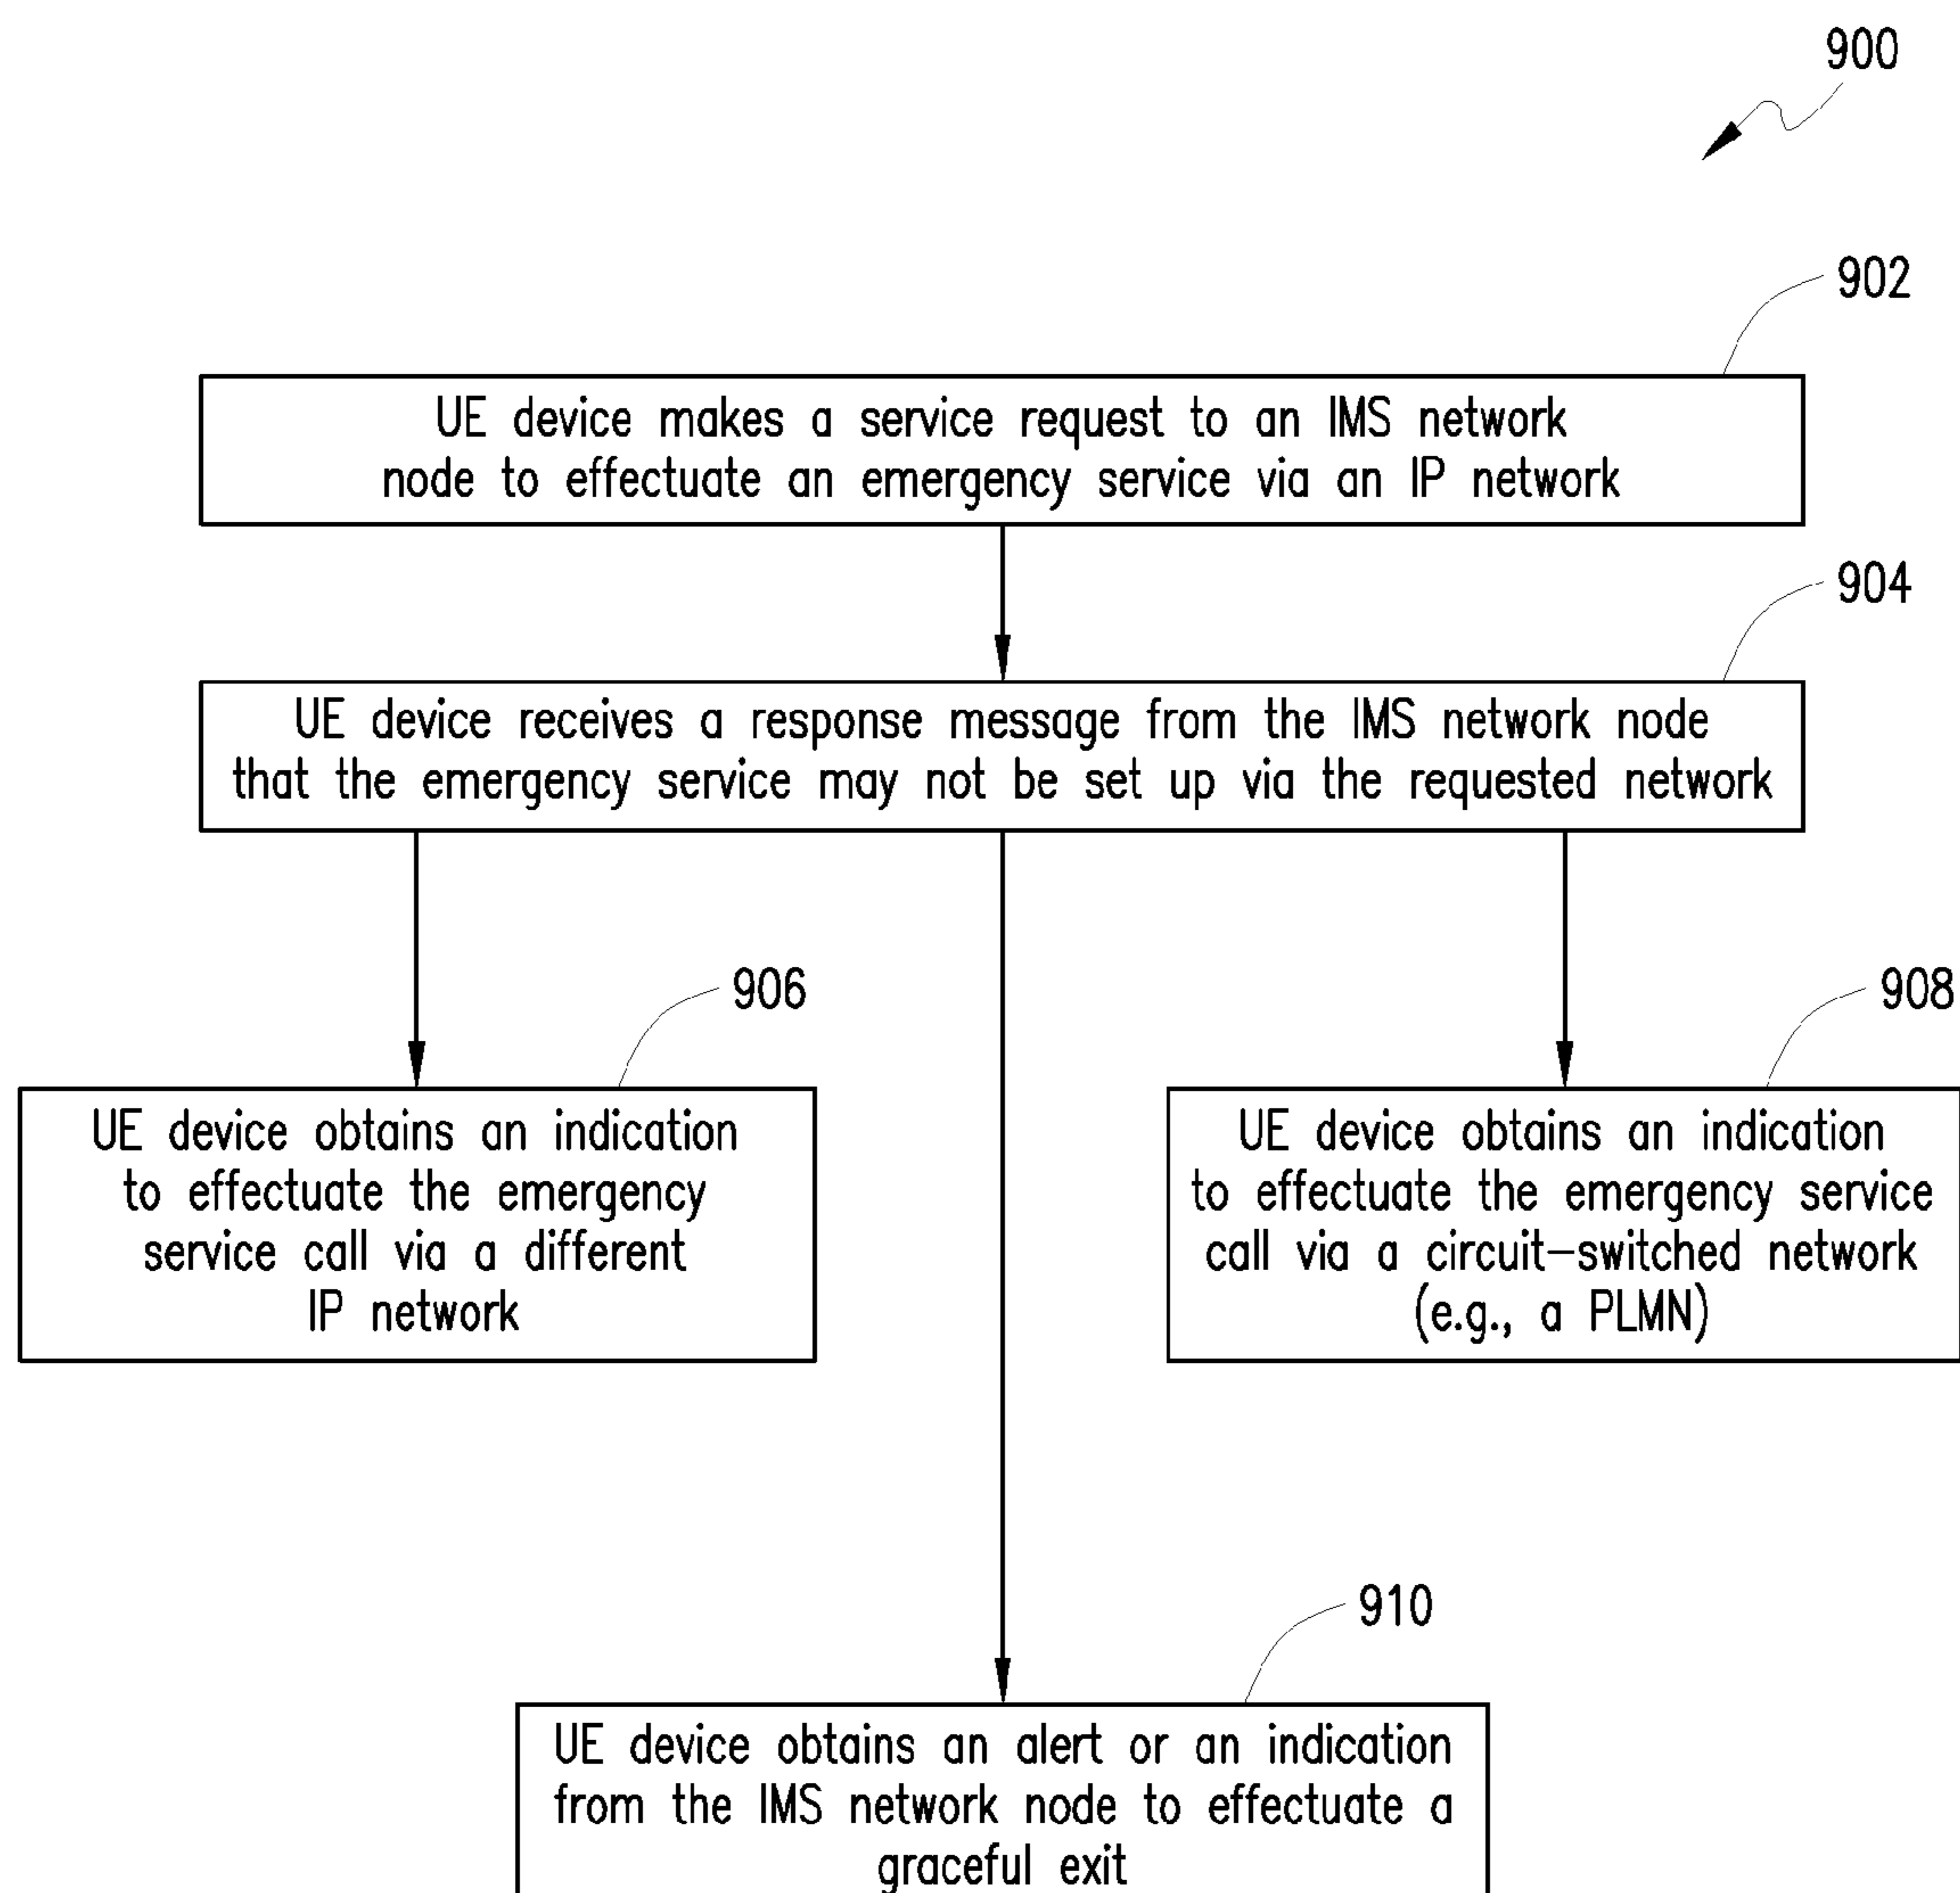 900
902
UE device makes a service request to an IMS network
node to effectuate an emergency service via an IP network
904
UE device receives a response message from the IMS network node
that the emergency service may not be set up via the requested network
906
UE device obtains an indication
to effectuate the emergency
service call via a different
IP network
908
UE device obtains an indication
to effectuate the emergency service
call via a circuit-switched network
(e.g., a PLMN)
910
UE device obtains an alert or an indication
from the IMS network node to effectuate a
graceful exit